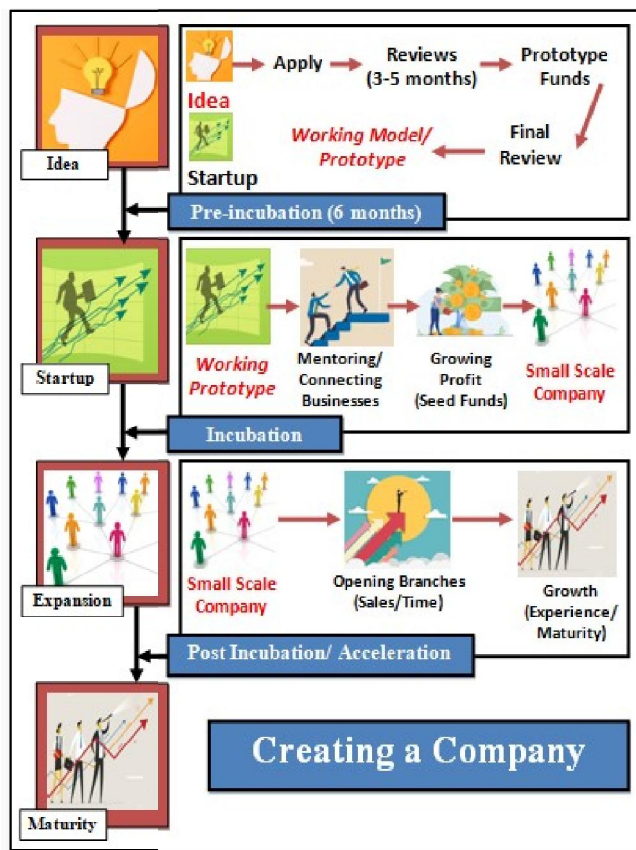 Idea
Apply
Reviews
(3-5 months)
Prototype
Funds
Idea
Final
Review
Working Model/
Prototype
Startup
Pre-incubation (6 months)
Startup
Working
Prototype
Mentoring/
Connecting
Businesses
Growing
Profit
(Seed Funds)
Small Scale
Company
Incubation
Expansion
Small Scale
Company
Opening Branches
(Sales/Time)
Growth
(Experience/
Maturity)
Post Incubation/ Acceleration
Maturity
Creating a Company